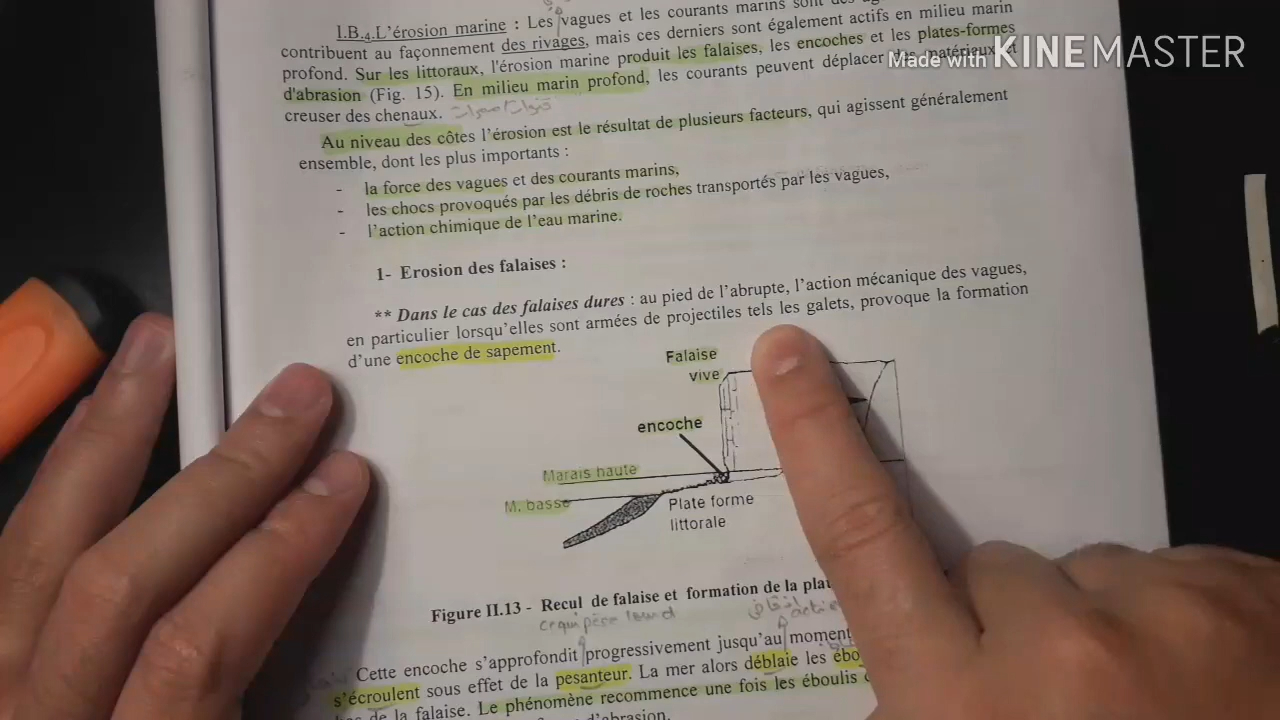 Made with KINEMASTER
I.B.4.L'érosion marine : Les vagues et les courants marins sont des
contribuent au façonnement des rivages, mais ces derniers sont également actifs en milieu marin
profond. Sur les littoraux, l'érosion marine produit les falaises, les encoches et les plates-formes
d'abrasion (Fig. 15). En milieu marin profond, les courants peuvent déplacer matériaux
creuser des chenaux.
Au niveau des côtes l'érosion est le résultat de plusieurs facteurs, qui agissent généralement
ensemble, dont les plus importants :
- la force des vagues et des courants marins,
- les chocs provoqués par les débris de roches transportés par les vagues,
- l'action chimique de l'eau marine.
1- Erosion des falaises :
** Dans le cas des falaises dures : au pied de l'abrupte, l'action mécanique des vagues,
en particulier lorsqu'elles sont armées de projectiles tels les galets, provoque la formation
d'une encoche de sapement.
Falaise
vive
encoche
Marais haute
M. basse
Plate forme
littorale
Figure II.13 - Recul de falaise et formation de la
Cette encoche s'approfondit progressivement jusqu'au moment
s'écroulent sous effet de la pesanteur. La mer alors déblaie les
de la falaise. Le phénomène recommence une fois les éboulis
d'abrasion.